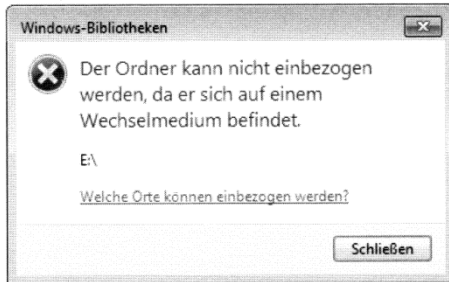 Windows-Bibliotheken
Der Ordner kann nicht einbezogen
werden, da er sich auf einem
Wechselmedium befindet.
E:\
Welche Orte können einbezogen werden?
Schließen